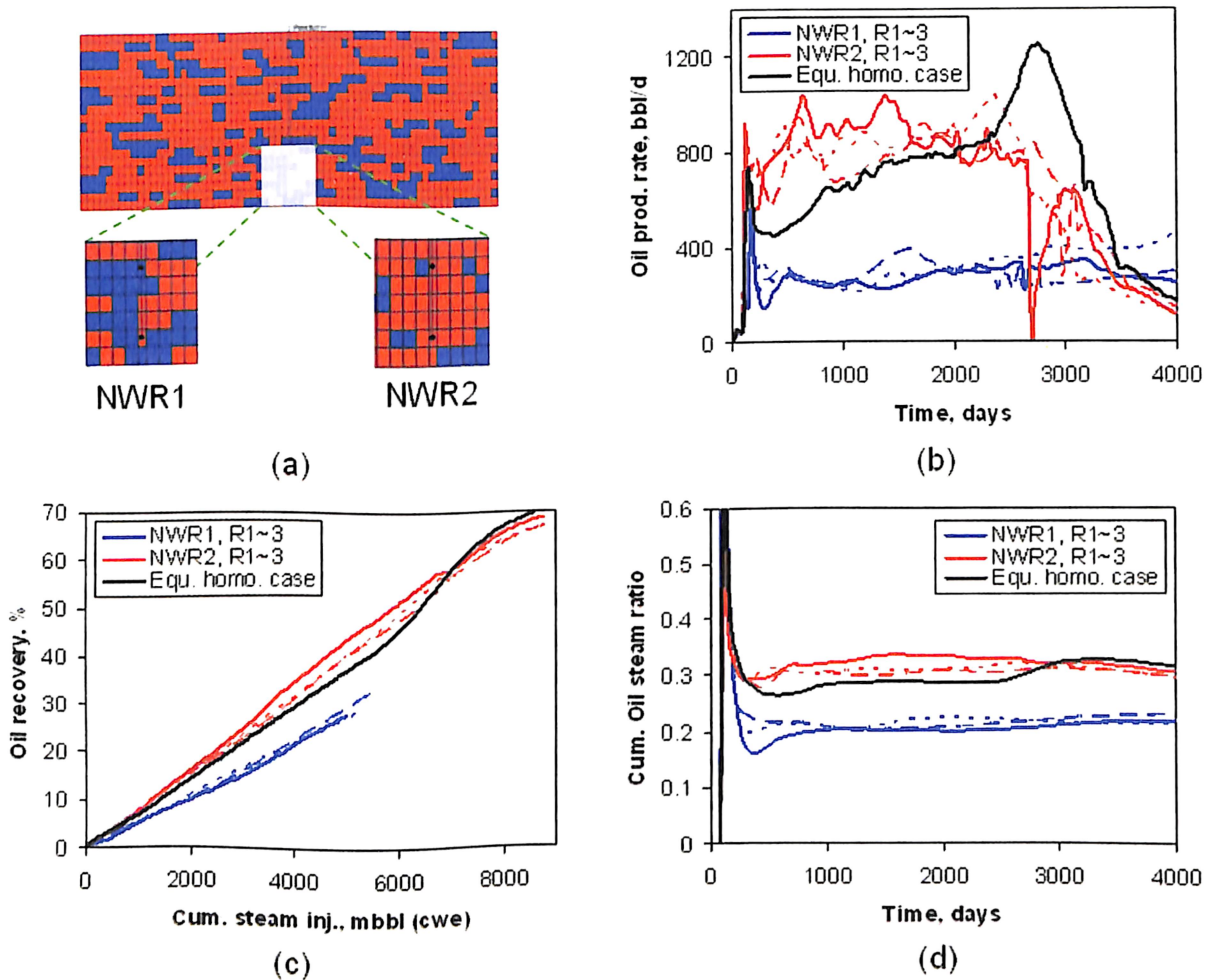 NWR1
NWR2
(a)
Oil prod. rate, bbl/d
1200
800
400
0
NWR1, R1~3
NWR2, R1~3
Equ. homo. case
0 1000 2000 3000 4000
Time, days
(b)
Oil recovery, %
70
60
50
40
30
20
10
0
NWR1, R1~3
NWR2, R1~3
Equ. homo. case
0 2000 4000 6000 8000
Cum. steam inj., mbbl (cwe)
(c)
Cum. Oil steam ratio
0.6
0.5
0.4
0.3
0.2
0.1
0
NWR1, R1~3
NWR2, R1~3
Equ. homo. case
0 1000 2000 3000 4000
Time, days
(d)